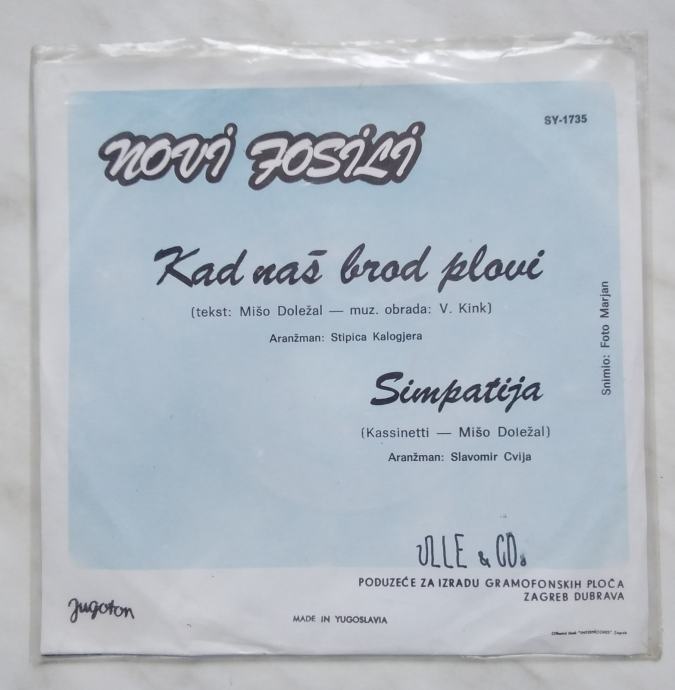 SY-1735
NOVI FOSILI
Kad naš brod plovi
(tekst: Mišo Doležal — muz. obrada: V. Kink)
Aranžman: Stipica Kalogjera
Snimio: Foto Marjan
Simpatija
(Kassinetti — Mišo Doležal)
Aranžman: Slavomir Cvija
ULLE & CO.
PODUZEĆE ZA IZRADU GRAMOFONSKIH PLOČA
ZAGREB DUBRAVA
Jugoton
MADE IN YUGOSLAVIA